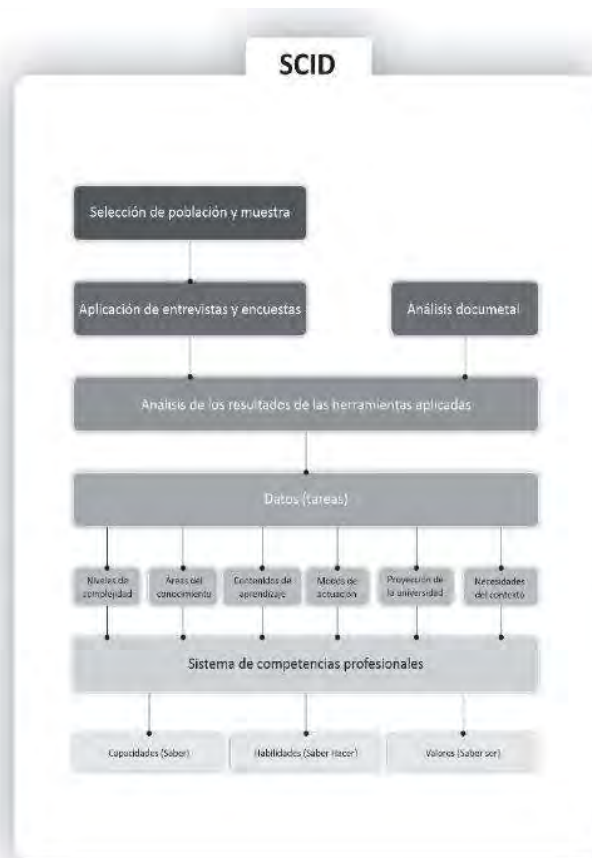 SCID
Selección de población y muestra
Aplicación de entrevistas y encuestas
Análisis documetal
Análisis de los resultados de las herramientas aplicadas
Datos (tareas)
Niveles de
complejidad
Áreas del
conocimiento
Contenidos de
aprendizaje
Modos de
actuación
Proyección de
la universidad
Necesidades
del contexto
Sistema de competencias profesionales
Capacidades (Saber)
Habilidades (Saber Hacer)
Valores (Saber ser)